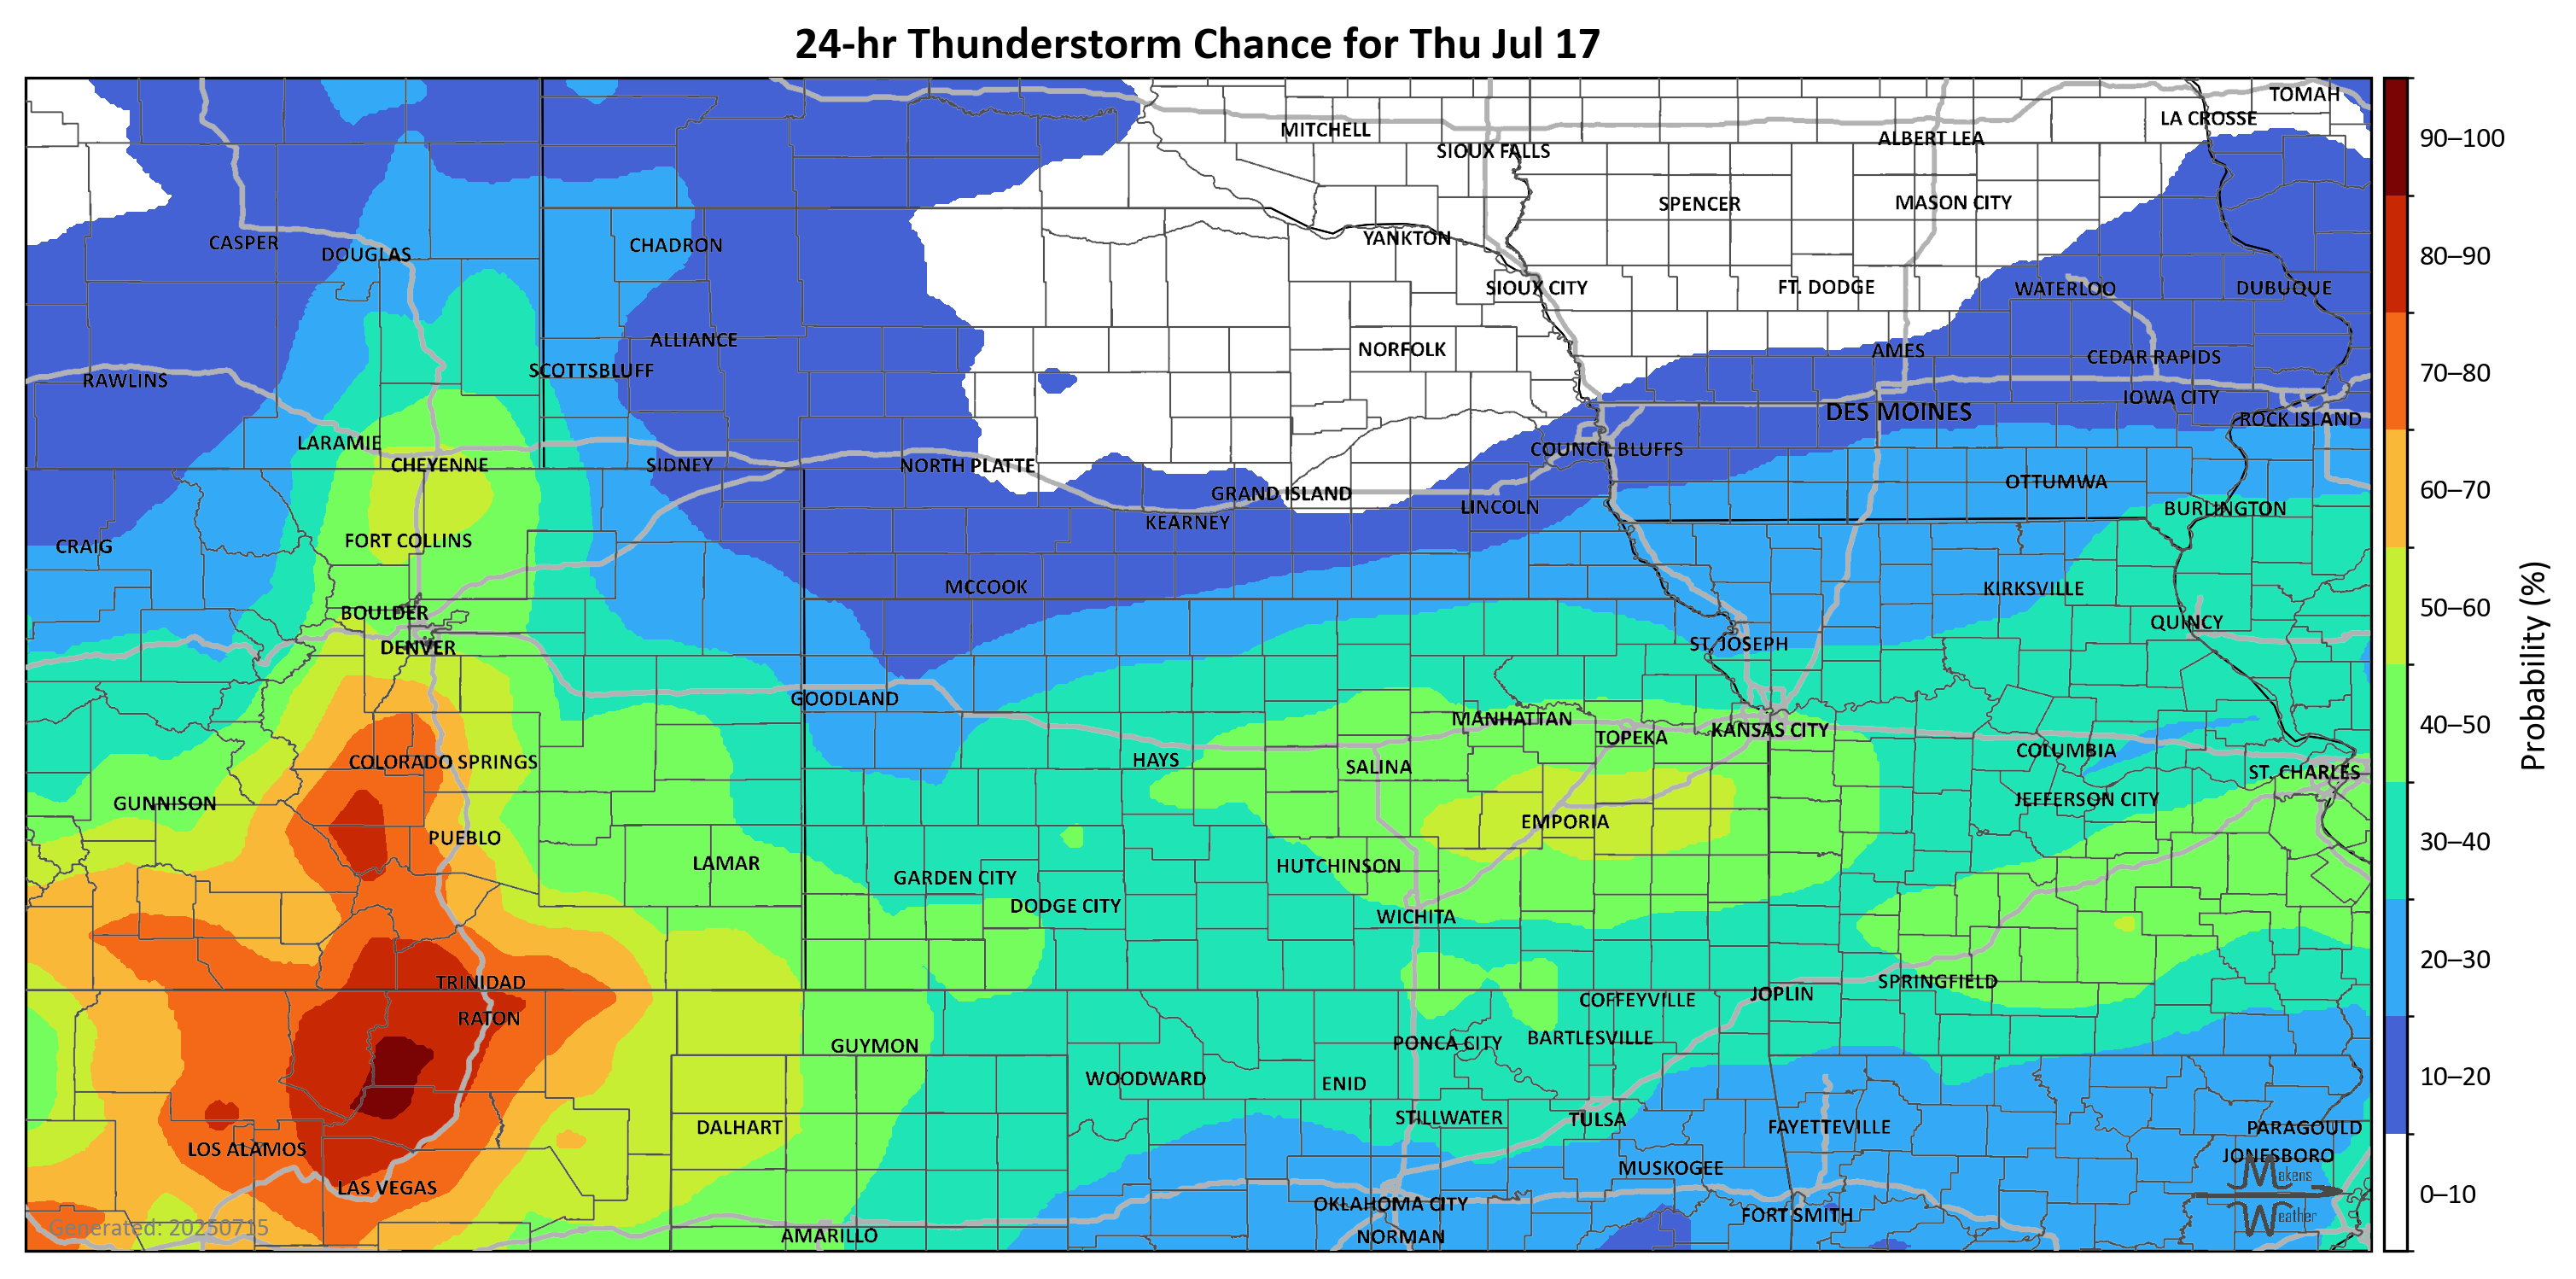 24-hr Thunderstorm Chance for Thu Jul 17
TOMAH
LA CROSSE
MITCHELL
ALBERT LEA
90–100
SIOUX FALLS
SPENCER
MASON CITY
CASPER
YANKTON
CHADRON
DOUGLAS
80–90
SIOUX CITY
FT. DODGE
WATERLOO
DUBUQUE
ALLIANCE
NORFOLK
AMES
CEDAR RAPIDS
SCOTTSBLUFF
70–80
RAWLINS
IOWA CITY
DES MOINES
ROCK ISLAND
LARAMIE
COUNCIL BLUFFS
CHEYENNE
SIDNEY
NORTH PLATTE
OTTUMWA
60–70
GRAND ISLAND
LINCOLN
BURLINGTON
KEARNEY
FORT COLLINS
CRAIG
MCCOOK
KIRKSVILLE
50–60
BOULDER
QUINCY
DENVER
ST. JOSEPH
Probability (%)
GOODLAND
MANHATTAN
40–50
KANSAS CITY
TOPEKA
COLUMBIA
HAYS
COLORADO SPRINGS
SALINA
ST. CHARLES
JEFFERSON CITY
GUNNISON
EMPORIA
PUEBLO
30–40
LAMAR
HUTCHINSON
GARDEN CITY
DODGE CITY
WICHITA
20–30
TRINIDAD
SPRINGFIELD
JOPLIN
COFFEYVILLE
RATON
BARTLESVILLE
PONCA CITY
GUYMON
10–20
WOODWARD
ENID
STILLWATER
TULSA
DALHART
FAYETTEVILLE
PARAGOULD
LOS ALAMOS
JONESBORO
MUSKOGEE
Makens
LAS VEGAS
0–10
OKLAHOMA CITY
FORT SMITH
Weather
Generated: 20250715
AMARILLO
NORMAN